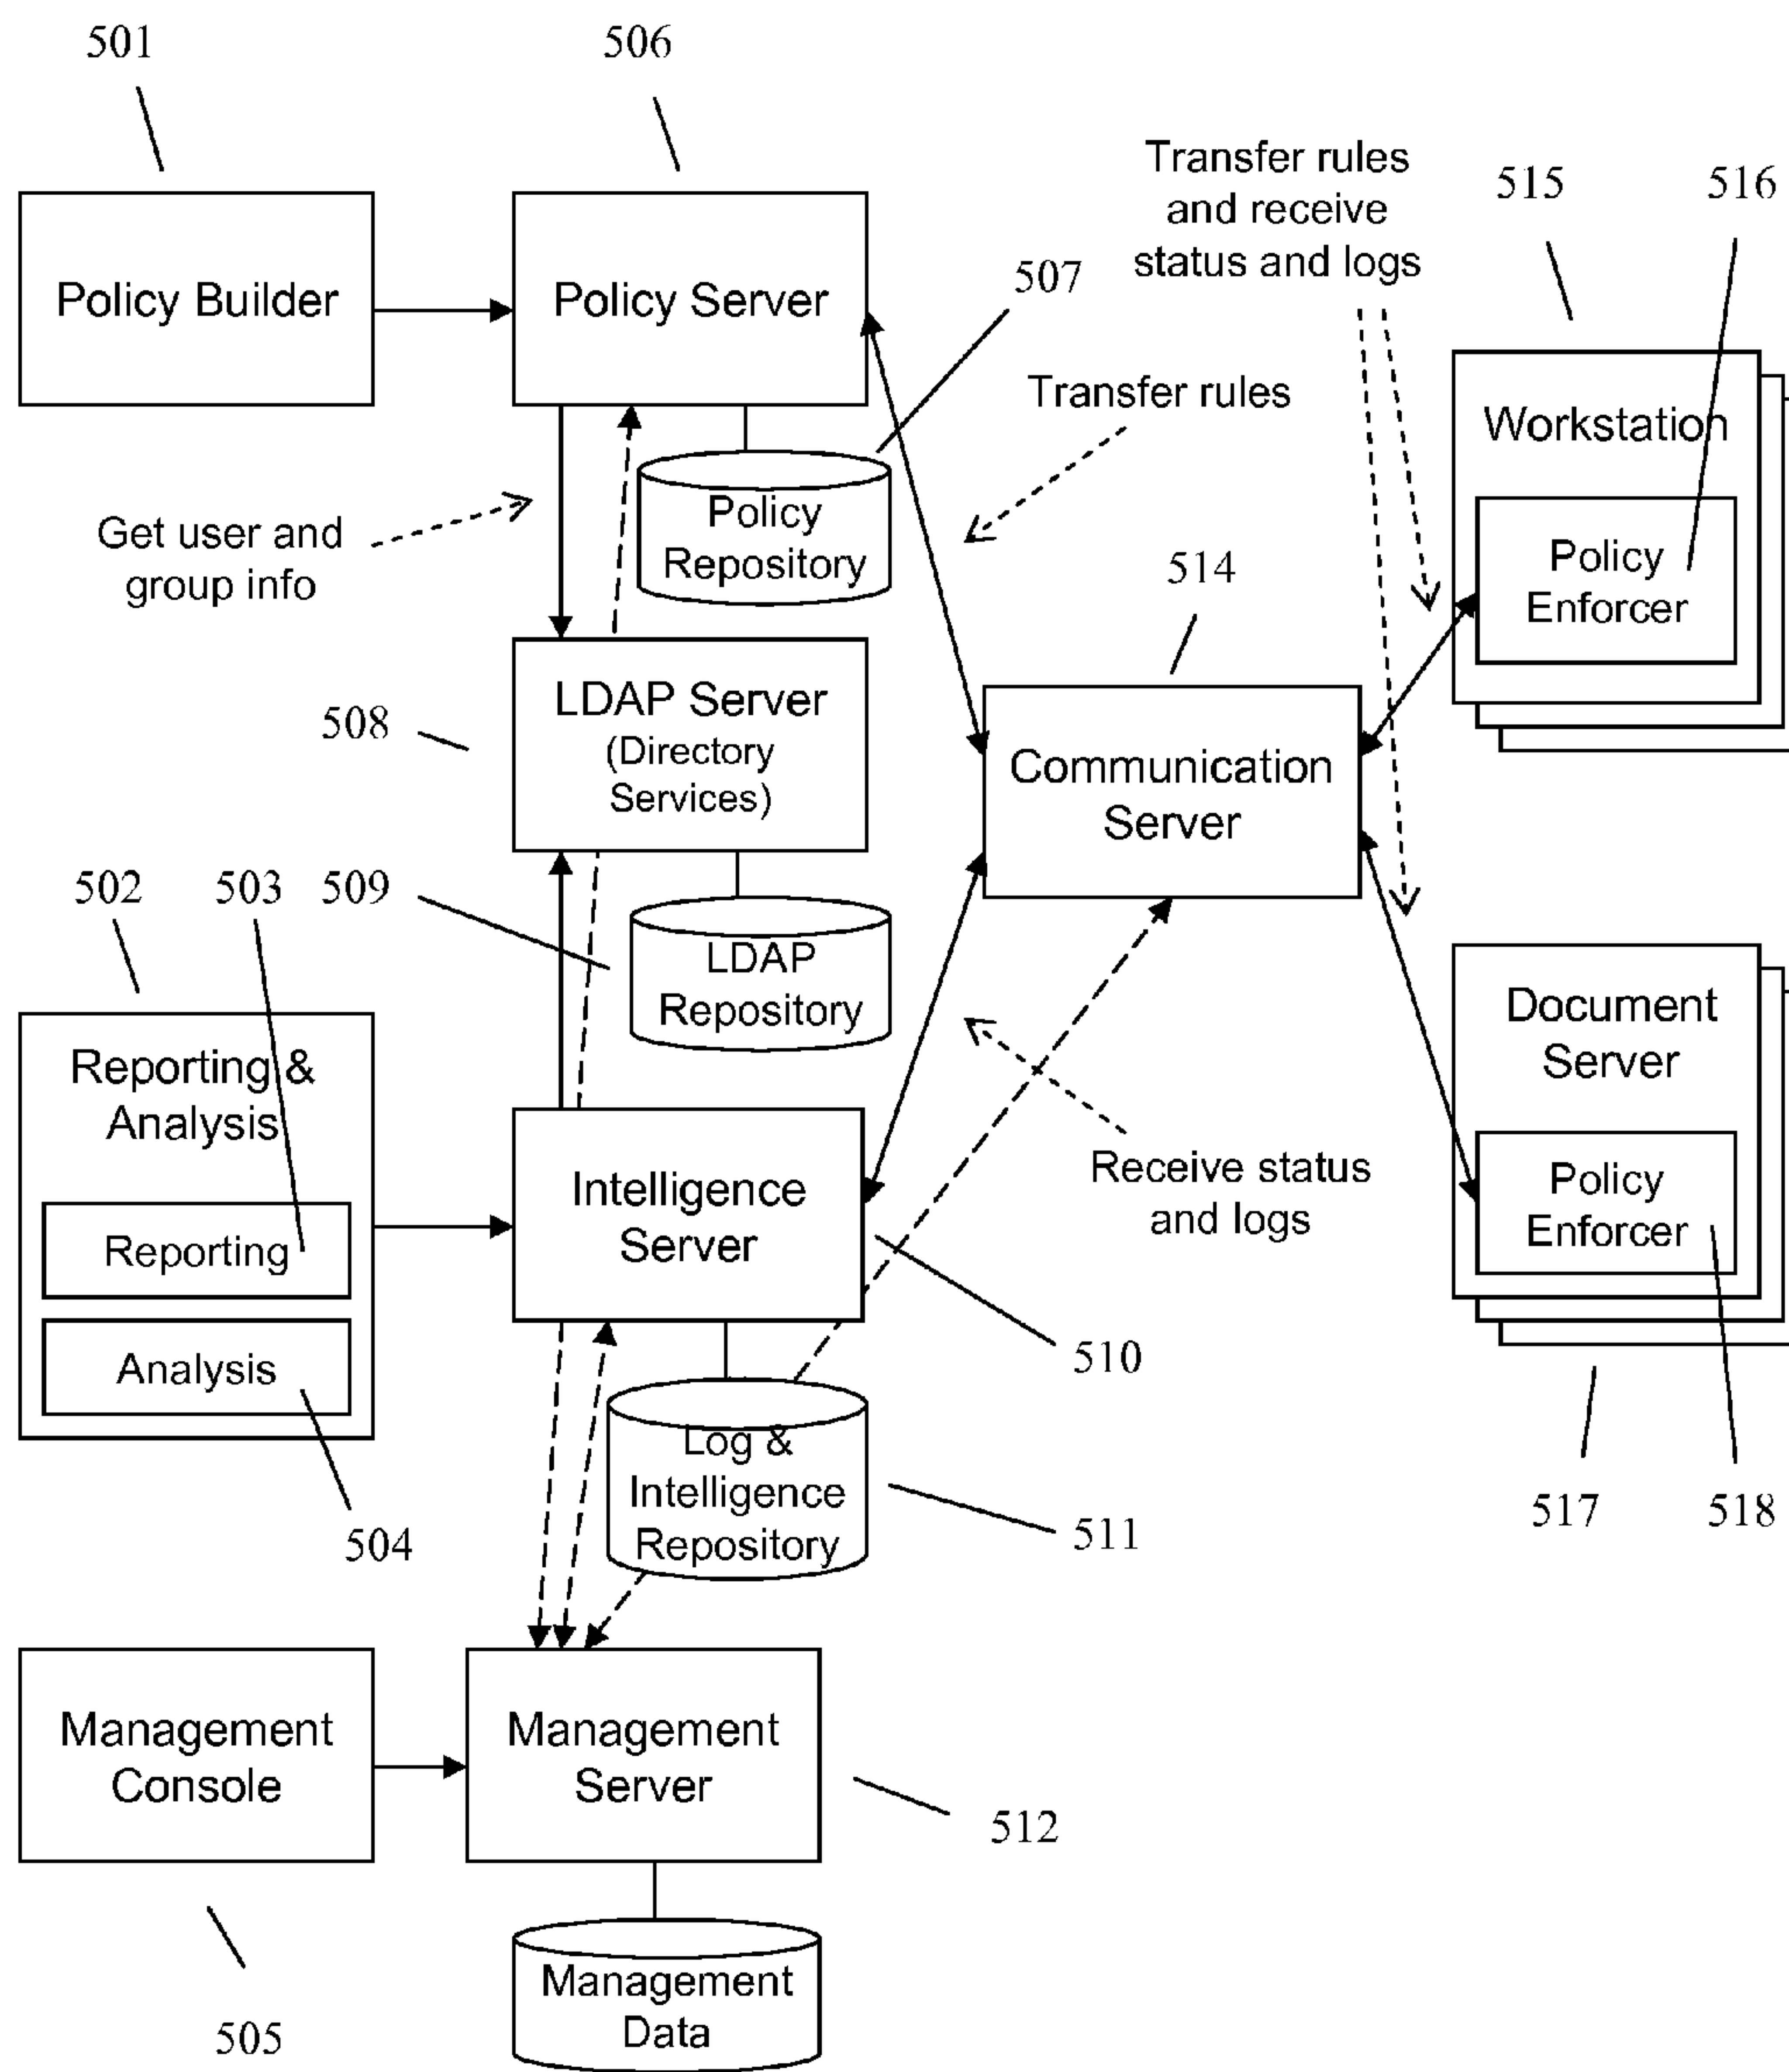 501
506
Transfer rules
and receive
status and logs
515
516
Policy Builder
Policy Server
507
Transfer rules
Workstation
Get user and
group info
Policy
Repository
514
Policy
Enforcer
508
LDAP Server
(Directory
Services)
Communication
Server
502
503
509
LDAP
Repository
Document
Server
Reporting &
Analysis
Reporting
Analysis
Intelligence
Server
Receive status
and logs
Policy
Enforcer
510
504
Log &
Intelligence
Repository
511
517
518
Management
Console
Management
Server
512
505
Management
Data